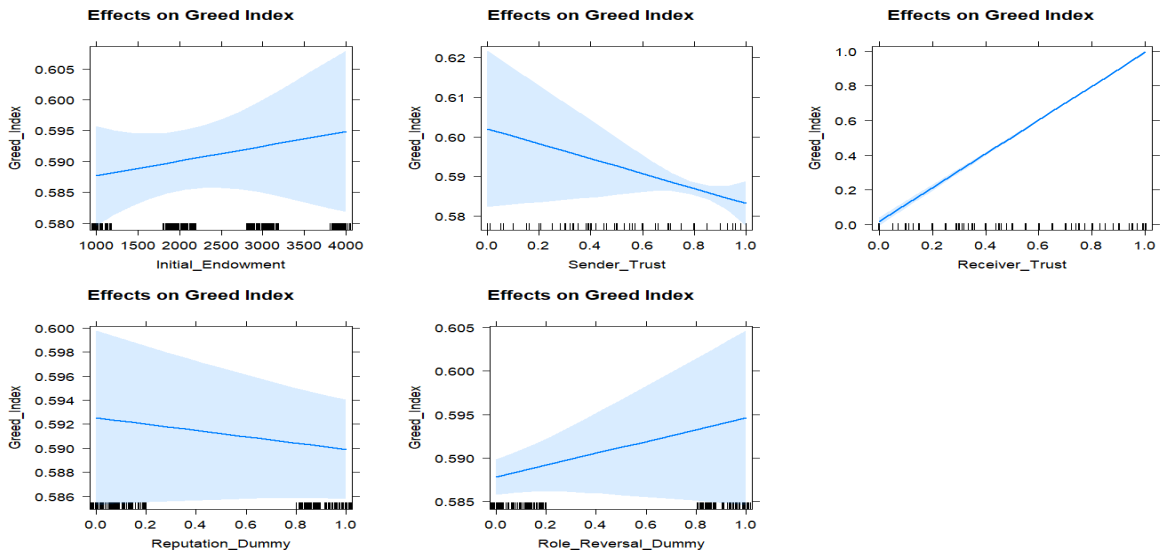 Effects on Greed Index
Greed_Index
0.605
0.600
0.595
0.590
0.585
0.580
1000 1500 2000 2500 3000 3500 4000
Initial_Endowment
Effects on Greed Index
Greed_Index
0.62
0.61
0.60
0.59
0.58
0.0 0.2 0.4 0.6 0.8 1.0
Sender_Trust
Effects on Greed Index
Greed_Index
1.0
0.8
0.6
0.4
0.2
0.0
0.0 0.2 0.4 0.6 0.8 1.0
Receiver_Trust
Effects on Greed Index
Greed_Index
0.600
0.598
0.596
0.594
0.592
0.590
0.588
0.586
0.0 0.2 0.4 0.6 0.8 1.0
Reputation_Dummy
Effects on Greed Index
Greed_Index
0.605
0.600
0.595
0.590
0.585
0.0 0.2 0.4 0.6 0.8 1.0
Role_Reversal_Dummy